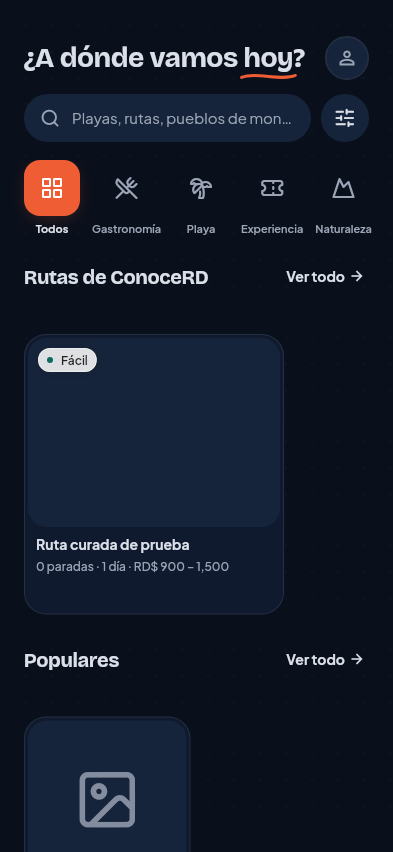 ¿A dónde vamos hoy?
Playas, rutas, pueblos de mon...
Todos
Gastronomía
Playa
Experiencia
Naturaleza
Rutas de ConoceRD
Ver todo →
Fácil
Ruta curada de prueba
0 paradas · 1 día · RD$ 900 – 1,500
Populares
Ver todo →